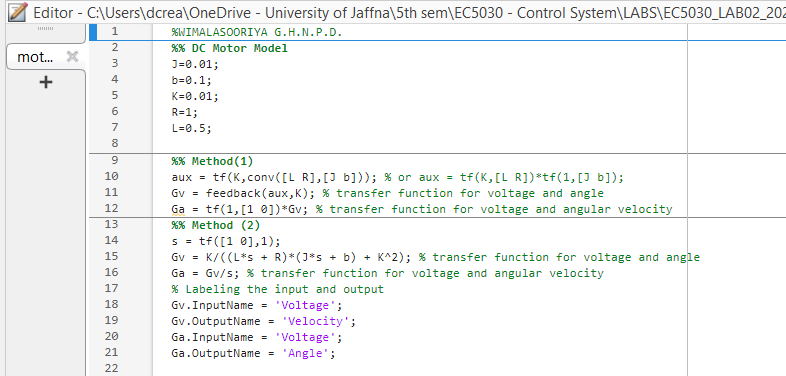 Editor - C:\Users\dcrea\OneDrive - University of Jaffna\5th sem\EC5030 - Control System\LABS\EC5030_LAB02_202
mot...
1 %WIMALASOORIYA G.H.N.P.D.
2 %% DC Motor Model
3 J=0.01;
4 b=0.1;
5 K=0.01;
6 R=1;
7 L=0.5;
8
9 %% Method(1)
10 aux = tf(K,conv([L R],[J b])); % or aux = tf(K,[L R])*tf(1,[J b]);
11 Gv = feedback(aux,K); % transfer function for voltage and angle
12 Ga = tf(1,[1 0])*Gv; % transfer function for voltage and angular velocity
13 %% Method (2)
14 s = tf([1 0],1);
15 Gv = K/((L*s + R)*(J*s + b) + K^2); % transfer function for voltage and angle
16 Ga = Gv/s; % transfer function for voltage and angular velocity
17 % Labeling the input and output
18 Gv.InputName = 'Voltage';
19 Gv.OutputName = 'Velocity';
20 Ga.InputName = 'Voltage';
21 Ga.OutputName = 'Angle';
22